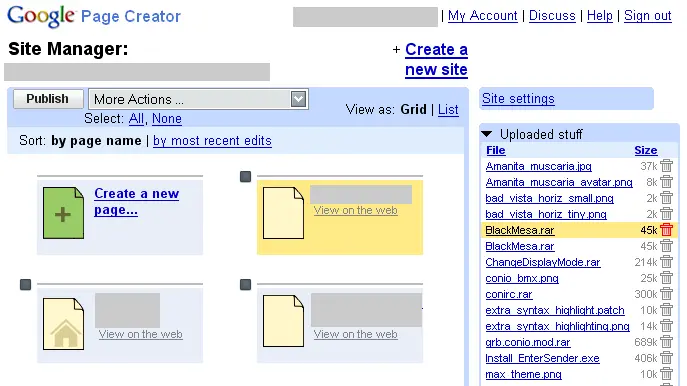 Google Page Creator
| My Account | Discuss | Help | Sign out
Site Manager:
+ Create a
new site
Publish
More Actions ...
Select: All, None
View as: Grid | List
Sort: by page name | by most recent edits
Create a new
page...
View on the web
View on the web
View on the web
Site settings
Uploaded stuff
File Size
Amanita_muscaria.jpg 37k
Amanita_muscaria_avatar.png 8k
bad_vista_horiz_small.png 2k
bad_vista_horiz_tiny.png 2k
BlackMesa.rar 45k
BlackMesa.rar 45k
ChangeDisplayMode.rar 214k
conio_bmx.png 25k
conirc.rar 300k
extra_syntax_highlight.patch 10k
extra_syntax_highlighting.png 14k
grb.conio.mod.rar 689k
Install_EnterSender.exe 406k
max_theme.png 0k